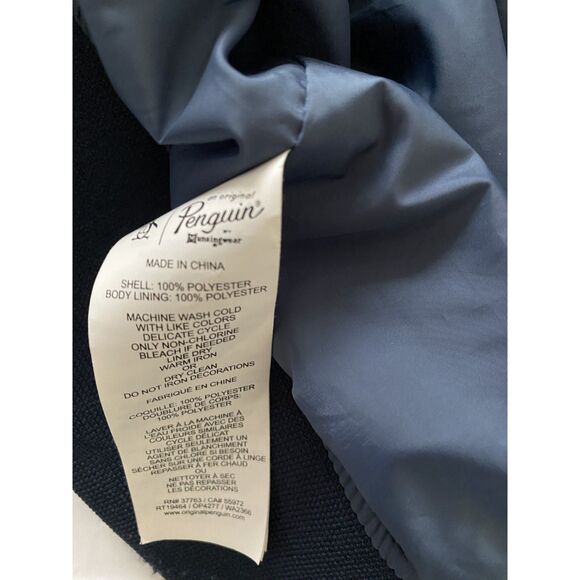 an original
Penguin®
BY
Munsingwear
MADE IN CHINA
SHELL: 100% POLYESTER
BODY LINING: 100% POLYESTER
MACHINE WASH COLD
WITH LIKE COLORS
DELICATE CYCLE
ONLY NON-CHLORINE
BLEACH IF NEEDED
LINE DRY
WARM IRON
OR
DRY CLEAN
DO NOT IRON DECORATIONS
FABRIQUÉ EN CHINE
COQUILLE: 100% POLYESTER
DOUBLURE DE CORPS:
100% POLYESTER
LAVER À LA MACHINE À
L'EAU FROIDE AVEC DES
COULEURS SIMILAIRES
CYCLE DÉLICAT
UTILISER SEULEMENT UN
AGENT DE BLANCHIMENT
SANS CHLORE SI BESOIN
SÉCHER SUR UNE CORDE À LINGE
REPASSER À FER CHAUD
OU
NETTOYER À SEC
NE PAS REPASSER
LES DÉCORATIONS
RN# 37763 / CA# 55972
RT19464 / OP4277 / WA2366
www.originalpenguin.com